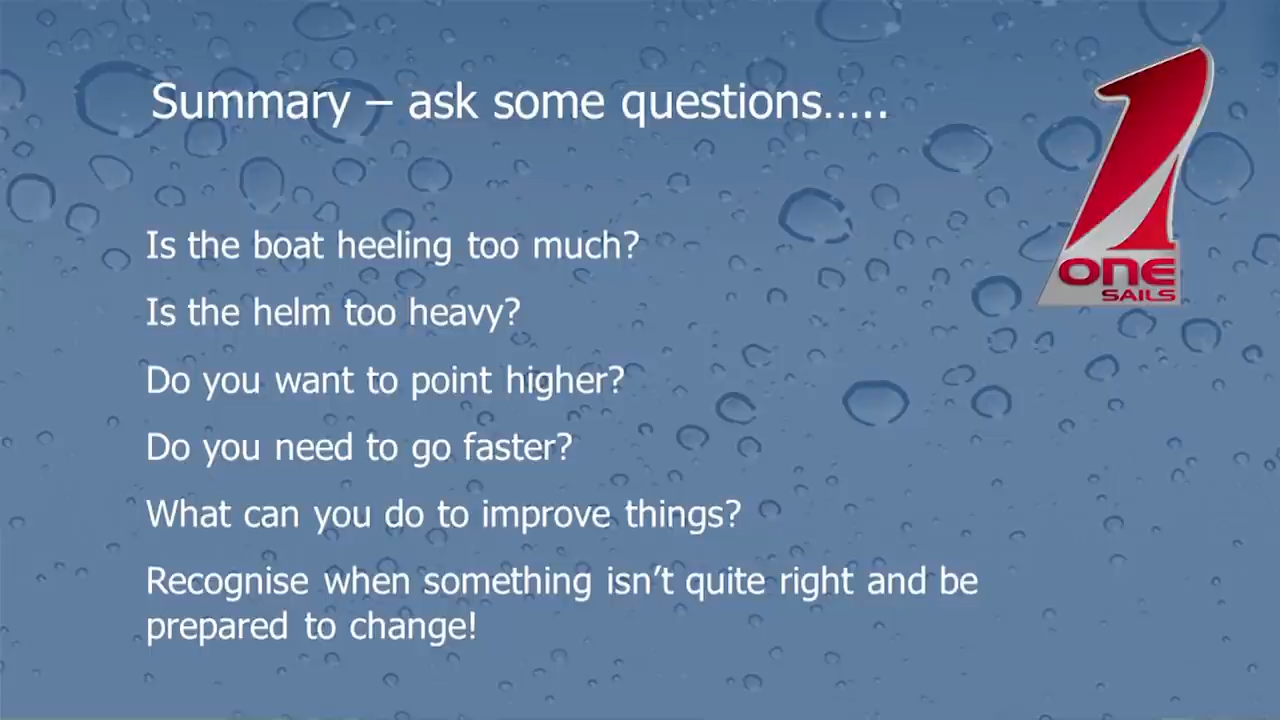 Summary – ask some questions…..
Is the boat heeling too much?
Is the helm too heavy?
Do you want to point higher?
Do you need to go faster?
What can you do to improve things?
Recognise when something isn’t quite right and be
prepared to change!
1
ONE
SAILS